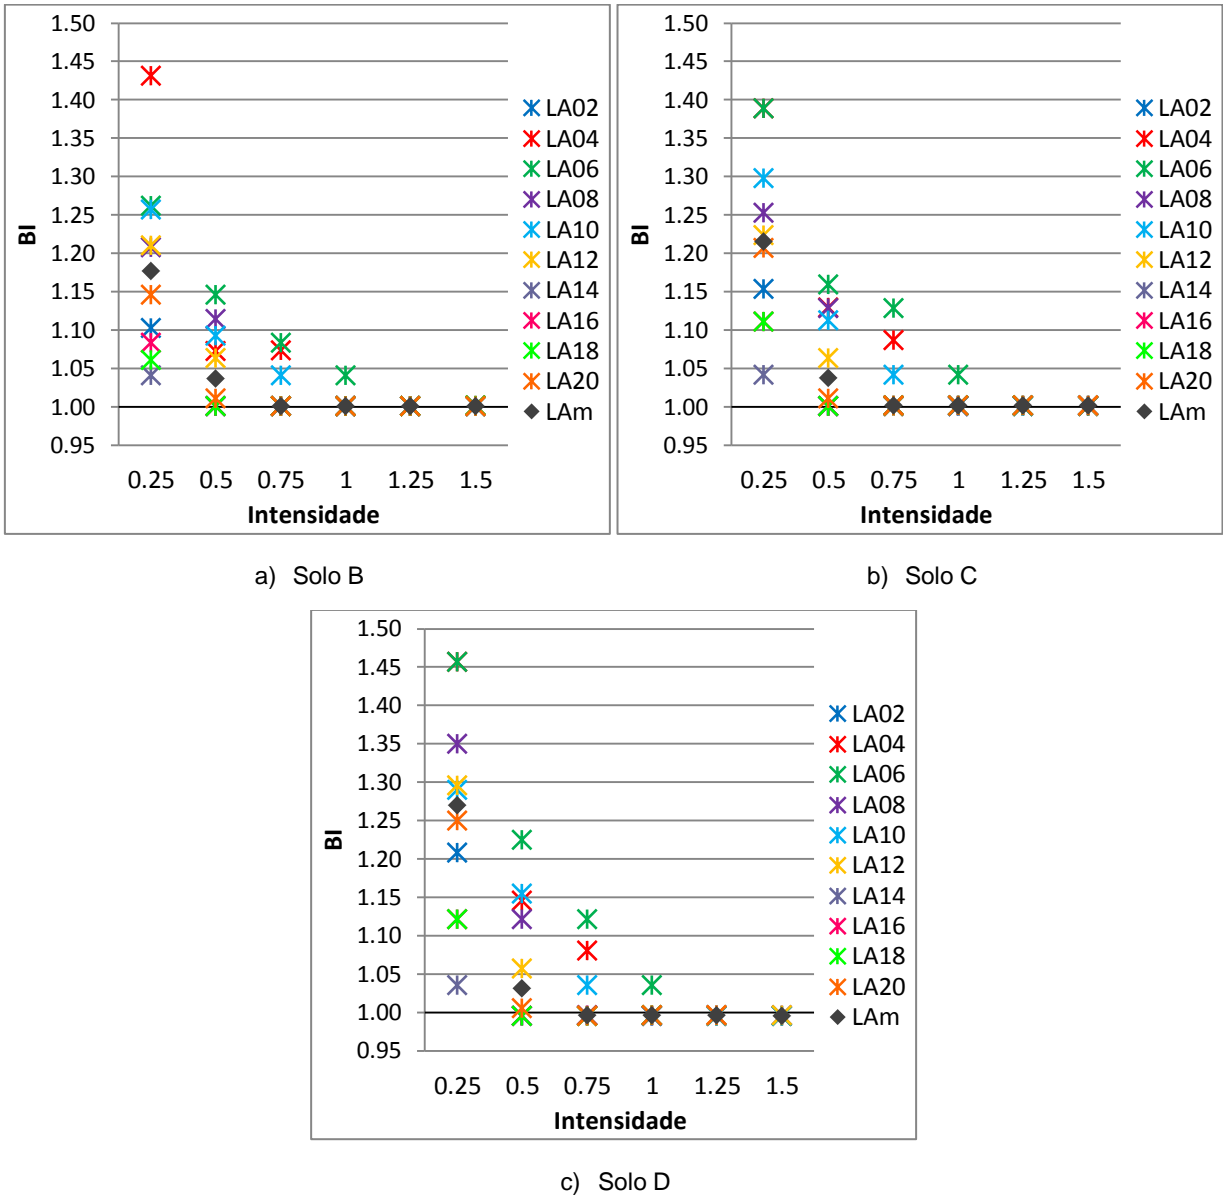 1.50
1.45
1.40
1.35
1.30
1.25
1.20
1.15
1.10
1.05
1.00
0.95
BI
0.25 0.5 0.75 1 1.25 1.5
Intensidade
LA02
LA04
LA06
LA08
LA10
LA12
LA14
LA16
LA18
LA20
LAm
a) Solo B
1.50
1.45
1.40
1.35
1.30
1.25
1.20
1.15
1.10
1.05
1.00
0.95
BI
0.25 0.5 0.75 1 1.25 1.5
Intensidade
LA02
LA04
LA06
LA08
LA10
LA12
LA14
LA16
LA18
LA20
LAm
b) Solo C
1.50
1.45
1.40
1.35
1.30
1.25
1.20
1.15
1.10
1.05
1.00
0.95
BI
0.25 0.5 0.75 1 1.25 1.5
Intensidade
LA02
LA04
LA06
LA08
LA10
LA12
LA14
LA16
LA18
LA20
LAm
c) Solo D